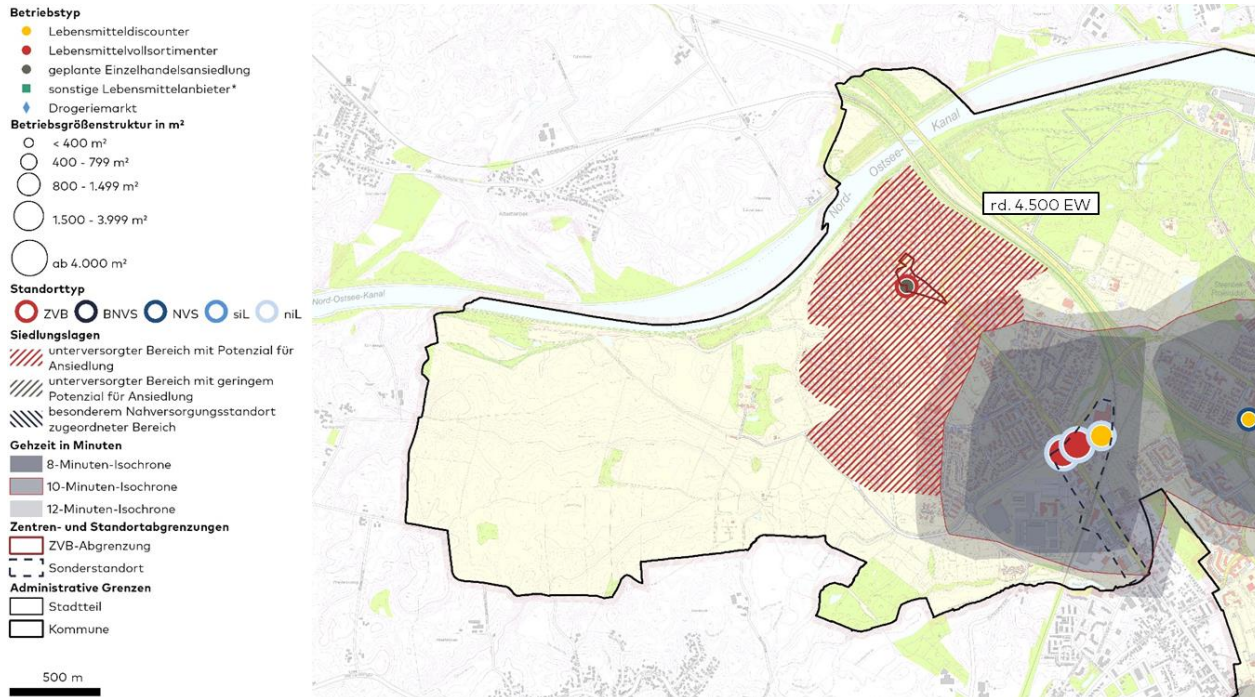 Betriebstyp
Lebensmitteldiscounter
Lebensmittelvollsortimenter
geplante Einzelhandelsansiedlung
sonstige Lebensmittelanbieter*
Drogeriemarkt
Betriebsgrößenstruktur in m²
< 400 m²
400 - 799 m²
800 - 1.499 m²
1.500 - 3.999 m²
ab 4.000 m²
Standorttyp
ZVB BNVS NVS siL niL
Siedlungslagen
unterversorgter Bereich mit Potenzial für
Ansiedlung
unterversorgter Bereich mit geringem
Potenzial für Ansiedlung
besonderem Nahversorgungsstandort
zugeordneter Bereich
Gehzeit in Minuten
8-Minuten-Isochrone
10-Minuten-Isochrone
12-Minuten-Isochrone
Zentren- und Standortabgrenzungen
ZVB-Abgrenzung
Sonderstandort
Administrative Grenzen
Stadtteil
Kommune
500 m
rd. 4.500 EW
Nord-Ostsee-Kanal
Nord-
Ostsee-
Kanal